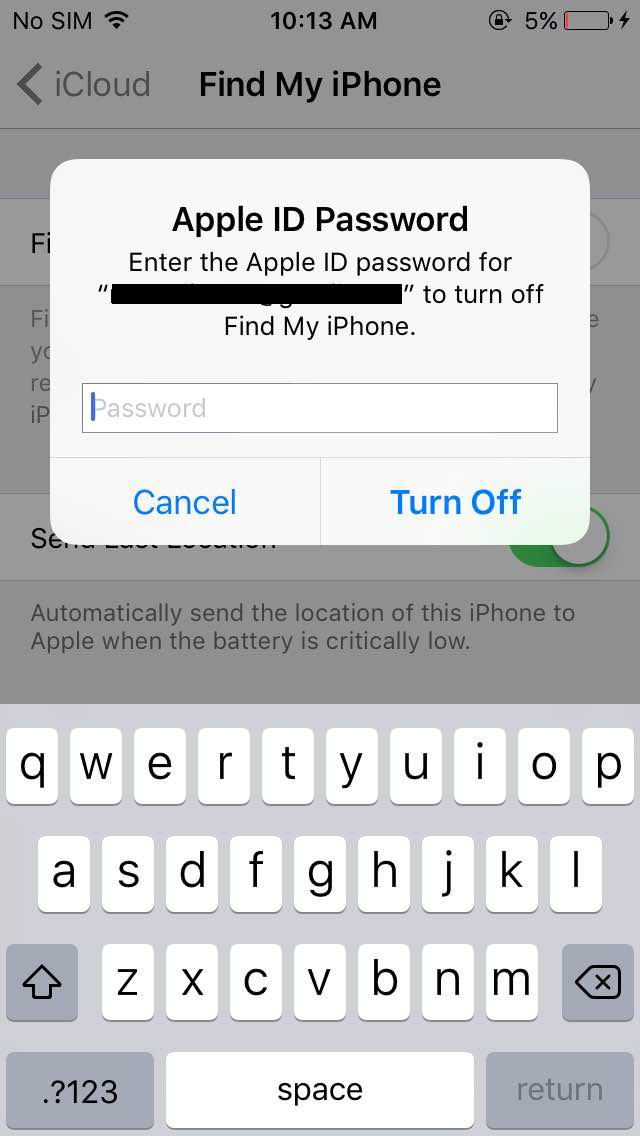 No SIM 10:13 AM 5%
iCloud Find My iPhone
Fi
Apple ID Password
Enter the Apple ID password for
“ ” to turn off
Find My iPhone.
Fi e
yo
re y
iP
Password
Cancel Turn Off
Send Last Location
Automatically send the location of this iPhone to
Apple when the battery is critically low.
q w e r t y u i o p
a s d f g h j k l
z x c v b n m
.?123 space return